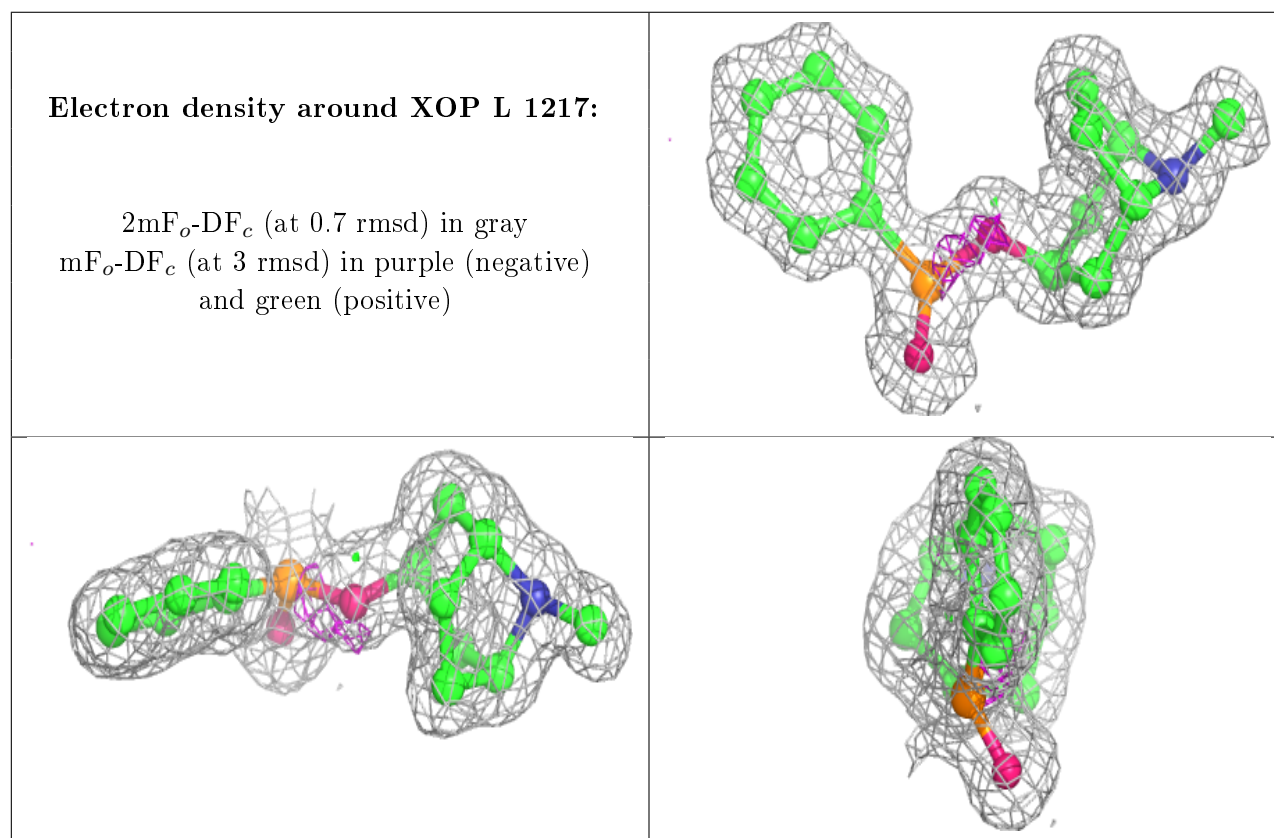 Electron density around XOP L 1217:
2mFₒ-DF𝑐 (at 0.7 rmsd) in gray
mFₒ-DF𝑐 (at 3 rmsd) in purple (negative)
and green (positive)